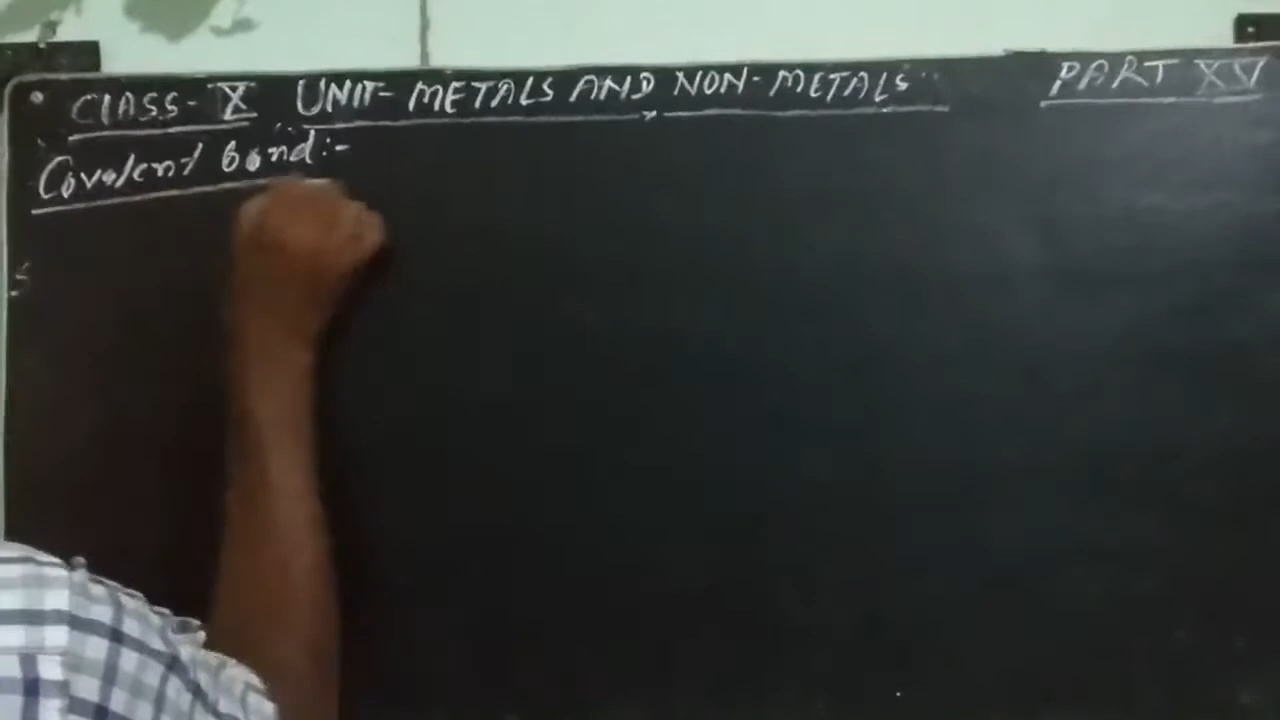 CLASS- X UNIT- METALS AND NON-METALS PART XV
Covalent Bond:-